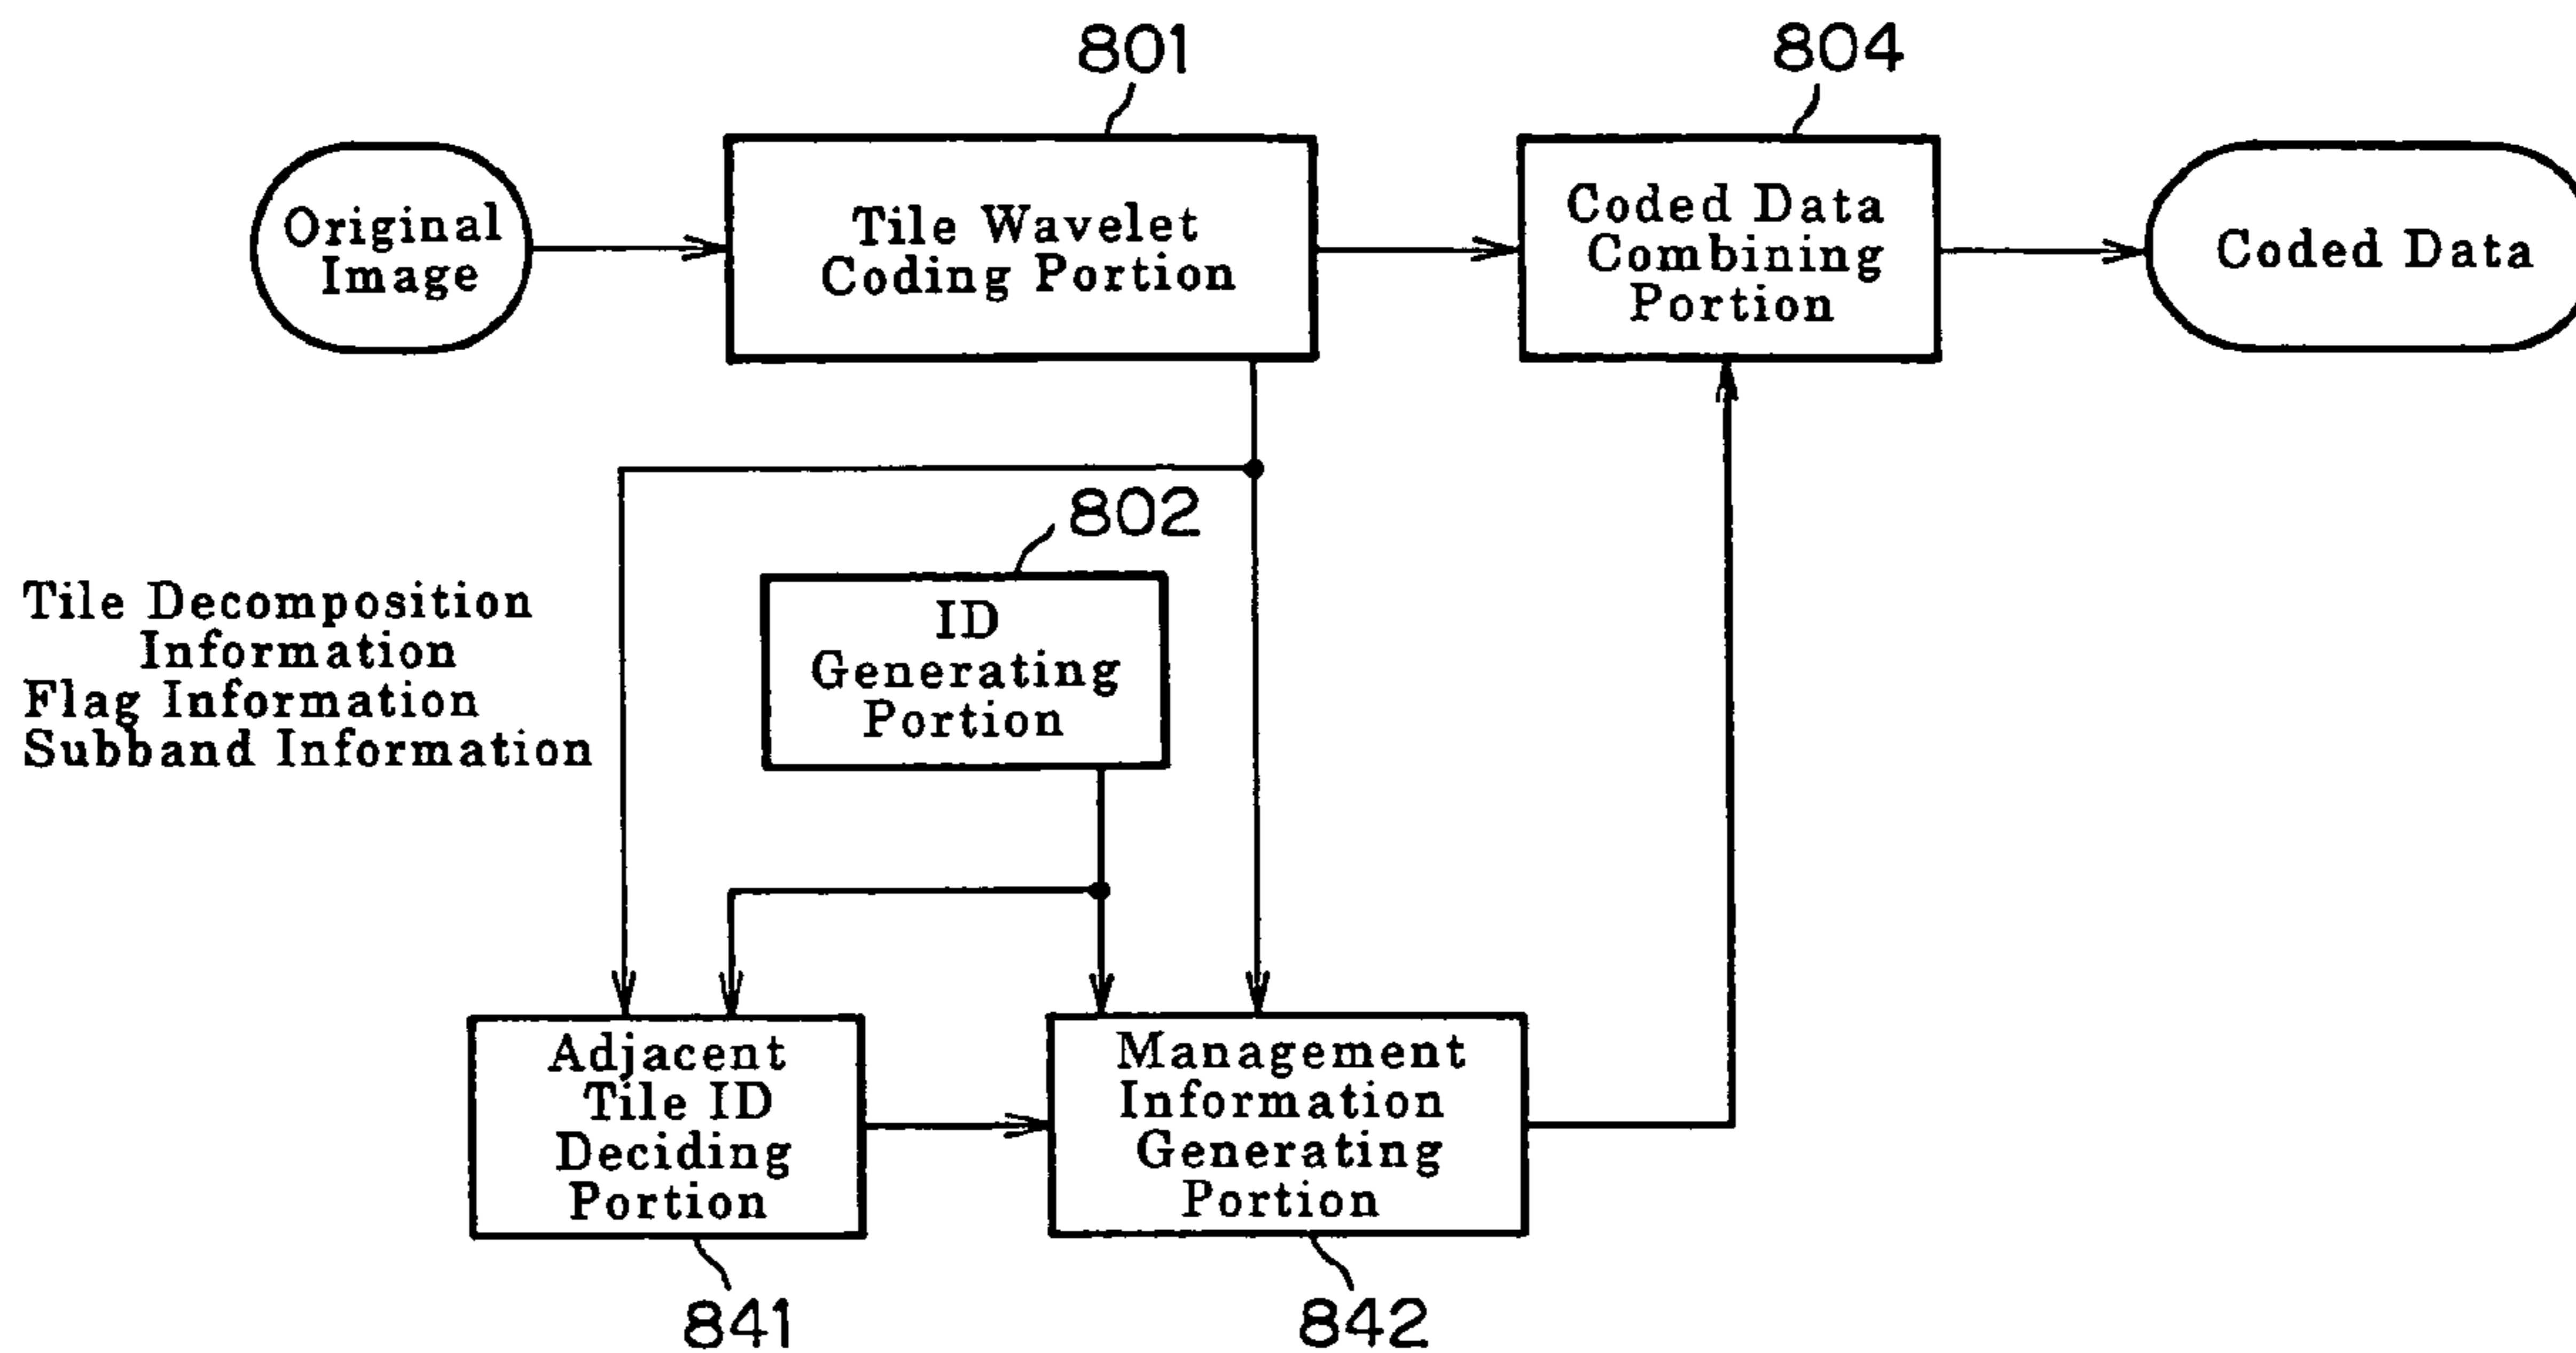 801
804
Original
Image
Tile Wavelet
Coding Portion
Coded Data
Combining
Portion
Coded Data
802
Tile Decomposition
Information
Flag Information
Subband Information
ID
Generating
Portion
Adjacent
Tile ID
Deciding
Portion
Management
Information
Generating
Portion
841
842